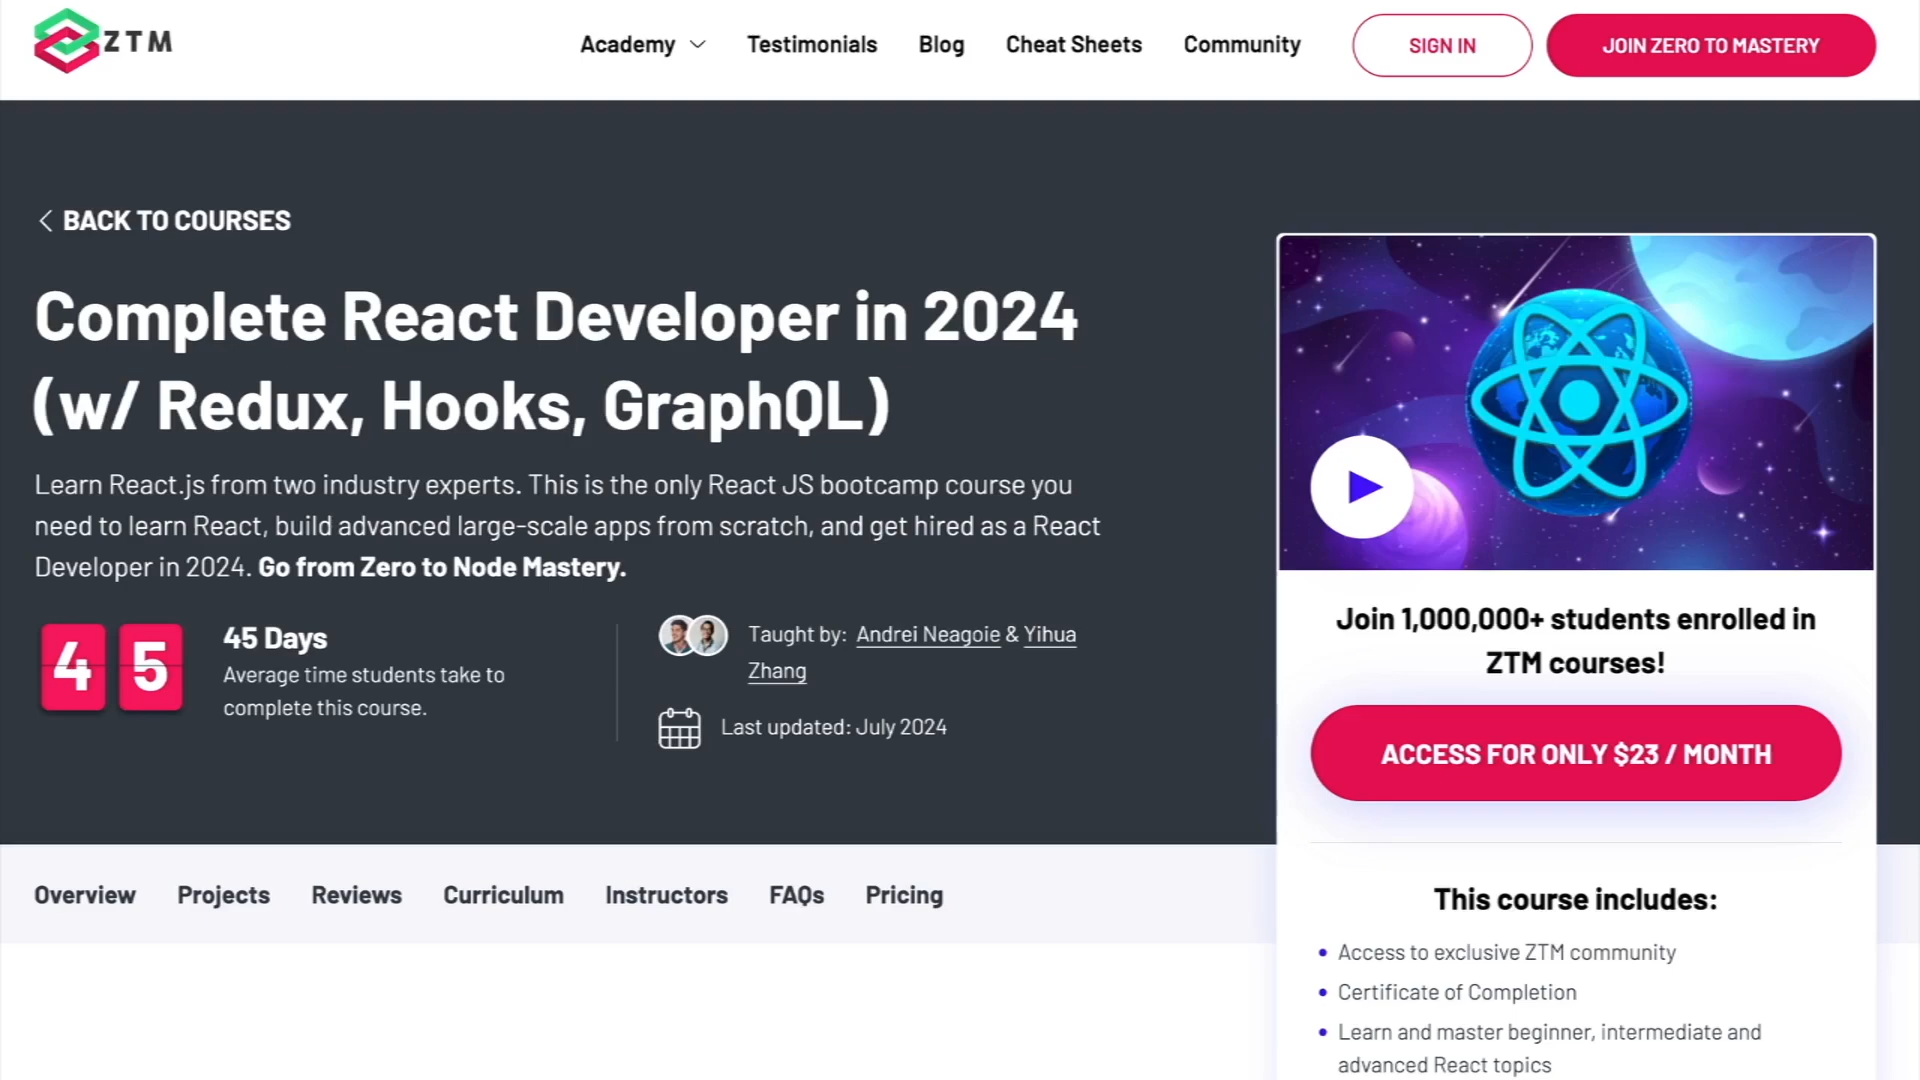 ZTM
Academy
Testimonials
Blog
Cheat Sheets
Community
SIGN IN
JOIN ZERO TO MASTERY
BACK TO COURSES
Complete React Developer in 2024
(w/ Redux, Hooks, GraphQL)
Learn React.js from two industry experts. This is the only React JS bootcamp course you
need to learn React, build advanced large-scale apps from scratch, and get hired as a React
Developer in 2024. Go from Zero to Node Mastery.
4 5
45 Days
Average time students take to
complete this course.
Taught by: Andrei Neagoie & Yihua
Zhang
Last updated: July 2024
Join 1,000,000+ students enrolled in
ZTM courses!
ACCESS FOR ONLY $23 / MONTH
Overview
Projects
Reviews
Curriculum
Instructors
FAQs
Pricing
This course includes:
Access to exclusive ZTM community
Certificate of Completion
Learn and master beginner, intermediate and
advanced React topics